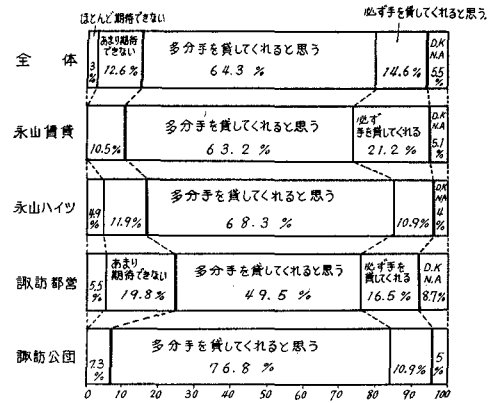 ほとんど期待できない
必ず手を貸してくれると思う
全体
3%
あまり期待できない
12.6%
多分手を貸してくれると思う
64.3%
14.6%
D.K N.A
5.5%
永山賃貸
10.5%
多分手を貸してくれると思う
63.2%
必ず手を貸してくれる
21.2%
D.K N.A
5.1%
永山ハイツ
4.9%
11.9%
多分手を貸してくれると思う
68.3%
10.9%
D.K NA
4%
諏訪都営
5.5%
あまり期待できない
19.8%
多分手を貸してくれると思う
49.5%
必ず手を貸してくれる
16.5%
D.K N.A
8.7%
諏訪公団
7.3%
多分手を貸してくれると思う
76.8%
10.9%
5%
0 10 20 30 40 50 60 70 80 90 100